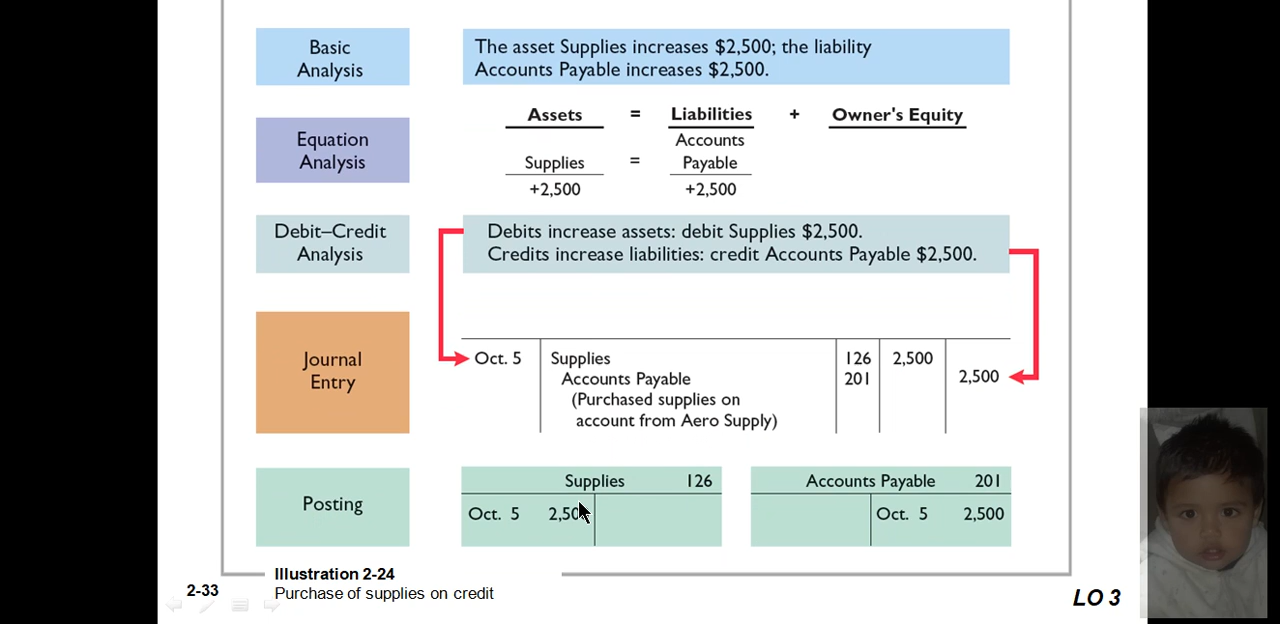 Basic
Analysis
The asset Supplies increases $2,500; the liability
Accounts Payable increases $2,500.
Equation
Analysis
Assets = Liabilities + Owner's Equity
Accounts
Supplies = Payable
+2,500 +2,500
Debit–Credit
Analysis
Debits increase assets: debit Supplies $2,500.
Credits increase liabilities: credit Accounts Payable $2,500.
Journal
Entry
Oct. 5 Supplies 126 2,500
Accounts Payable 201 2,500
(Purchased supplies on
account from Aero Supply)
Posting
Supplies 126
Oct. 5 2,50
Accounts Payable 201
Oct. 5 2,500
Illustration 2-24
2-33
Purchase of supplies on credit
LO 3